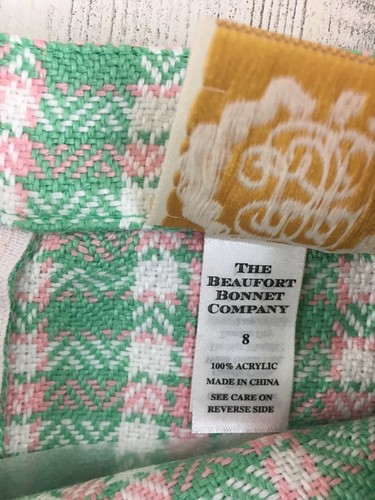 THE
BEAUFORT
BONNET
COMPANY
8
100% ACRYLIC
MADE IN CHINA
SEE CARE ON
REVERSE SIDE